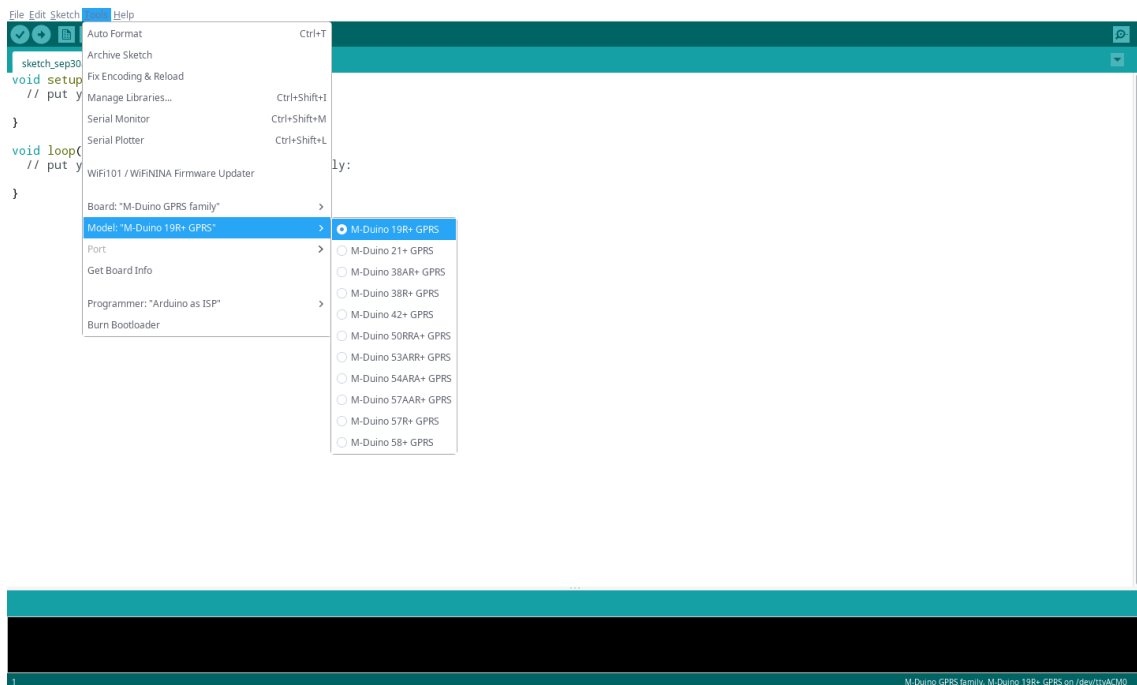 File Edit Sketch Tools Help
Auto Format Ctrl+T
Archive Sketch
Fix Encoding & Reload
Manage Libraries... Ctrl+Shift+I
Serial Monitor Ctrl+Shift+M
Serial Plotter Ctrl+Shift+L
WiFi101 / WiFiNINA Firmware Updater
Board: "M-Duino GPRS family"
Model: "M-Duino 19R+ GPRS"
Port
Get Board Info
Programmer: "Arduino as ISP"
Burn Bootloader
M-Duino 19R+ GPRS
M-Duino 21+ GPRS
M-Duino 38AR+ GPRS
M-Duino 38R+ GPRS
M-Duino 42+ GPRS
M-Duino 50RRA+ GPRS
M-Duino 53ARR+ GPRS
M-Duino 54ARA+ GPRS
M-Duino 57AAR+ GPRS
M-Duino 57R+ GPRS
M-Duino 58+ GPRS
sketch_sep30
void setup
// put y
}
void loop(
// put y ly:
}
1 M-Duino GPRS family, M-Duino 19R+ GPRS on /dev/ttyACM0